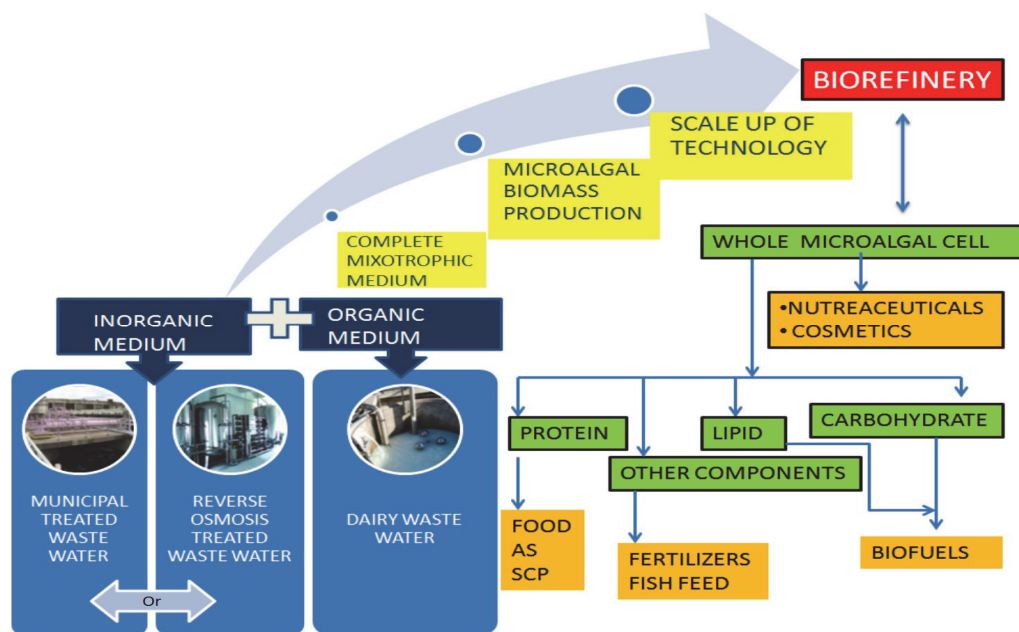 BIOREFINERY
SCALE UP OF
TECHNOLOGY
MICROALGAL
BIOMASS
PRODUCTION
COMPLETE
MIXOTROPHIC
MEDIUM
WHOLE MICROALGAL CELL
•NUTREACEUTICALS
•COSMETICS
INORGANIC
MEDIUM
ORGANIC
MEDIUM
MUNICIPAL
TREATED
WASTE
WATER
REVERSE
OSMOSIS
TREATED
WASTE WATER
Or
DAIRY WASTE
WATER
PROTEIN
LIPID
CARBOHYDRATE
OTHER COMPONENTS
FOOD
AS
SCP
FERTILIZERS
FISH FEED
BIOFUELS